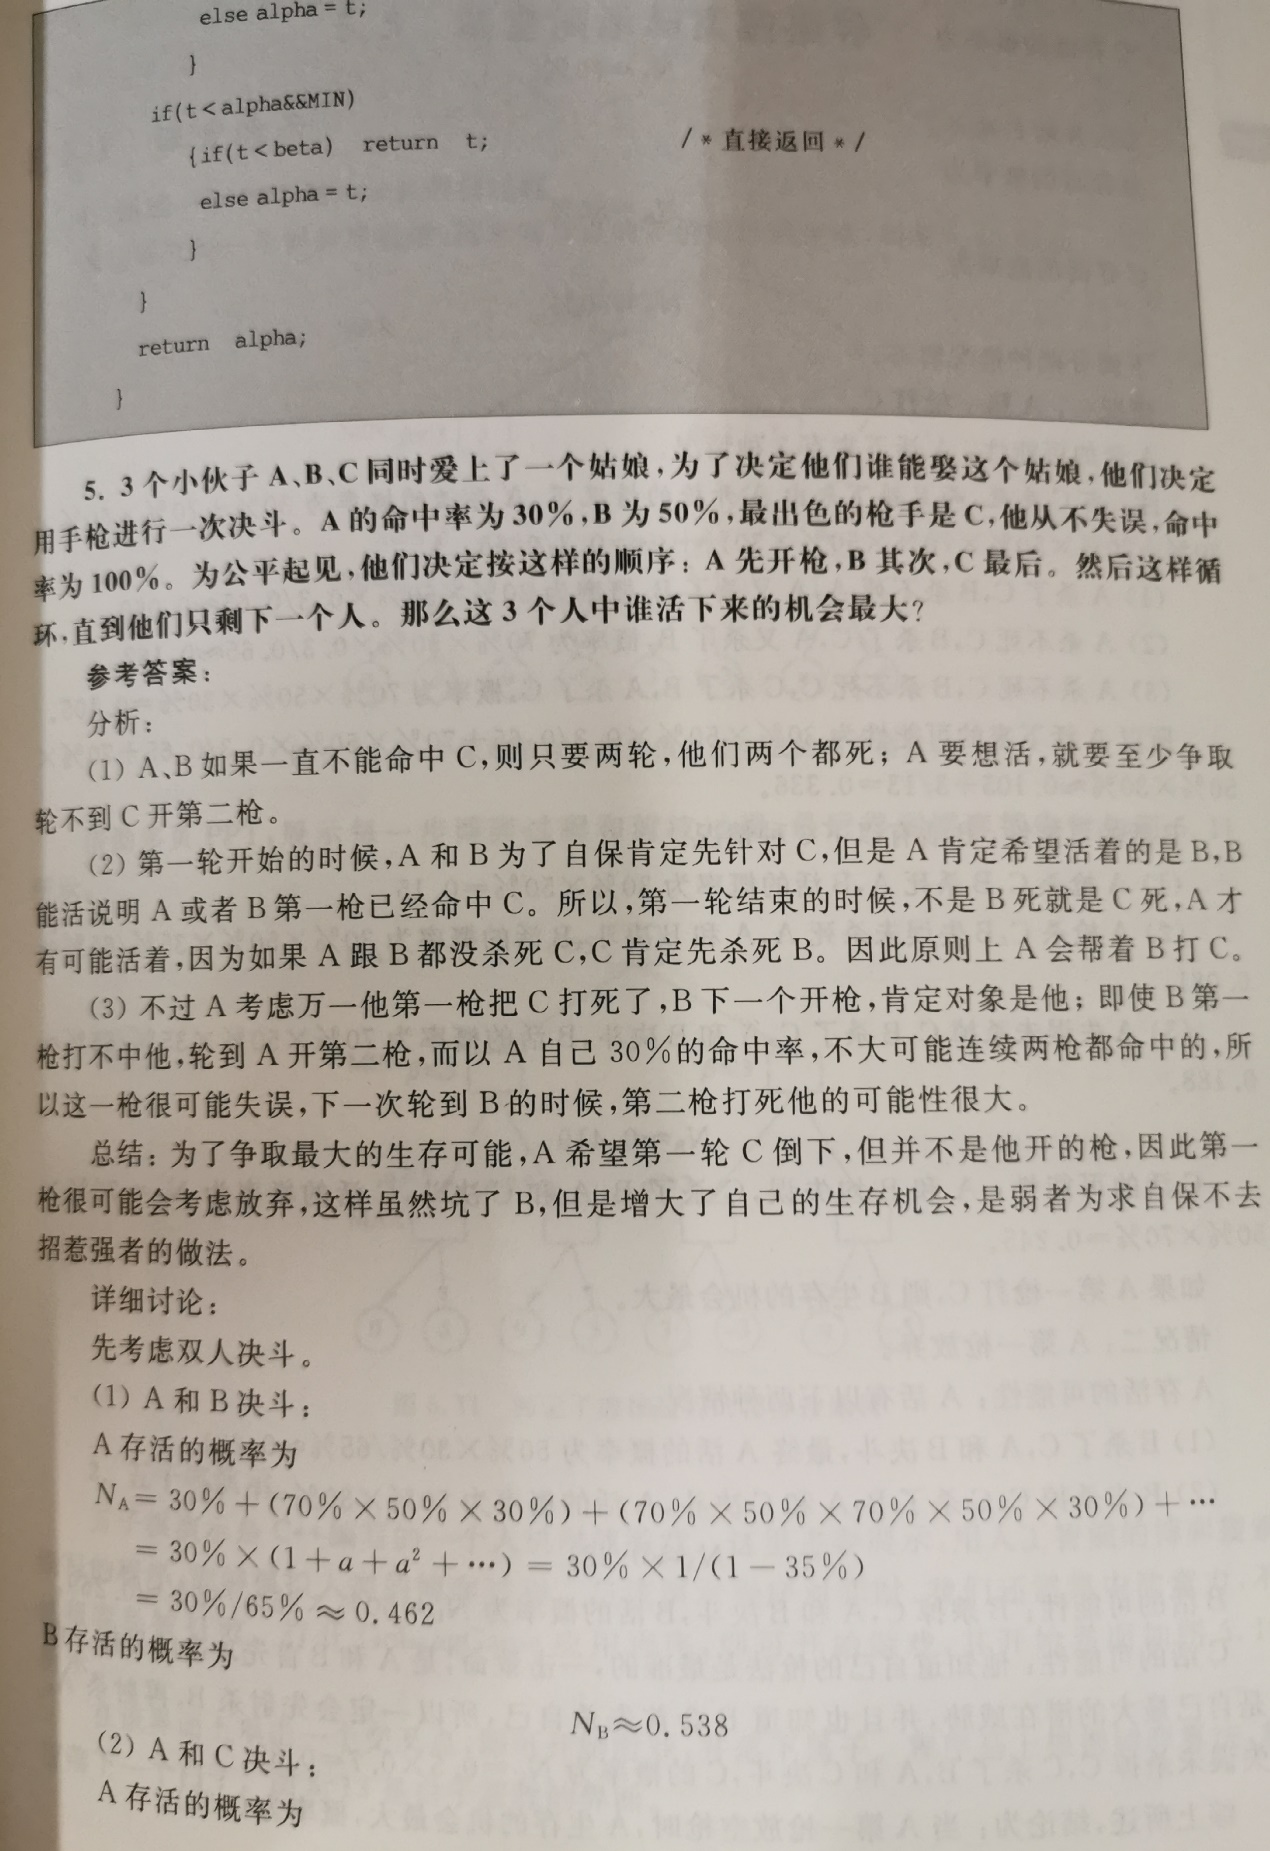 else alpha = t;
}
if(t<alpha&&MIN)
{if(t<beta) return t; /*直接返回*/
else alpha = t;
}
}
return alpha;
}
5. 3个小伙子A、B、C同时爱上了一个姑娘,为了决定他们谁能娶这个姑娘,他们决定
用手枪进行一次决斗。A的命中率为30%,B为50%,最出色的枪手是C,他从不失误,命中
率为100%。为公平起见,他们决定按这样的顺序:A先开枪,B其次,C最后。然后这样循
环,直到他们只剩下一个人。那么这3个人中谁活下来的机会最大?
参考答案:
分析:
(1) A、B如果一直不能命中C,则只要两轮,他们两个都死;A要想活,就要至少争取
轮不到C开第二枪。
(2) 第一轮开始的时候,A和B为了自保肯定先针对C,但是A肯定希望活着的是B,B
能活说明A或者B第一枪已经命中C。所以,第一轮结束的时候,不是B死就是C死,A才
有可能活着,因为如果A跟B都没杀死C,C肯定先杀死B。因此原则上A会帮着B打C。
(3) 不过A考虑万一他第一枪把C打死了,B下一个开枪,肯定对象是他;即使B第一
枪打不中他,轮到A开第二枪,而以A自己30%的命中率,不大可能连续两枪都命中的,所
以这一枪很可能失误,下一次轮到B的时候,第二枪打死他的可能性很大。
总结:为了争取最大的生存可能,A希望第一轮C倒下,但并不是他开的枪,因此第一
枪很可能会考虑放弃,这样虽然坑了B,但是增大了自己的生存机会,是弱者为求自保不去
招惹强者的做法。
详细讨论:
先考虑双人决斗。
(1) A和B决斗:
A存活的概率为
N_A = 30% + (70% × 50% × 30%) + (70% × 50% × 70% × 50% × 30%) + …
= 30% × (1 + a + a² + …) = 30% × 1/(1 − 35%)
= 30%/65% ≈ 0.462
B存活的概率为
N_B ≈ 0.538
(2) A和C决斗:
A存活的概率为